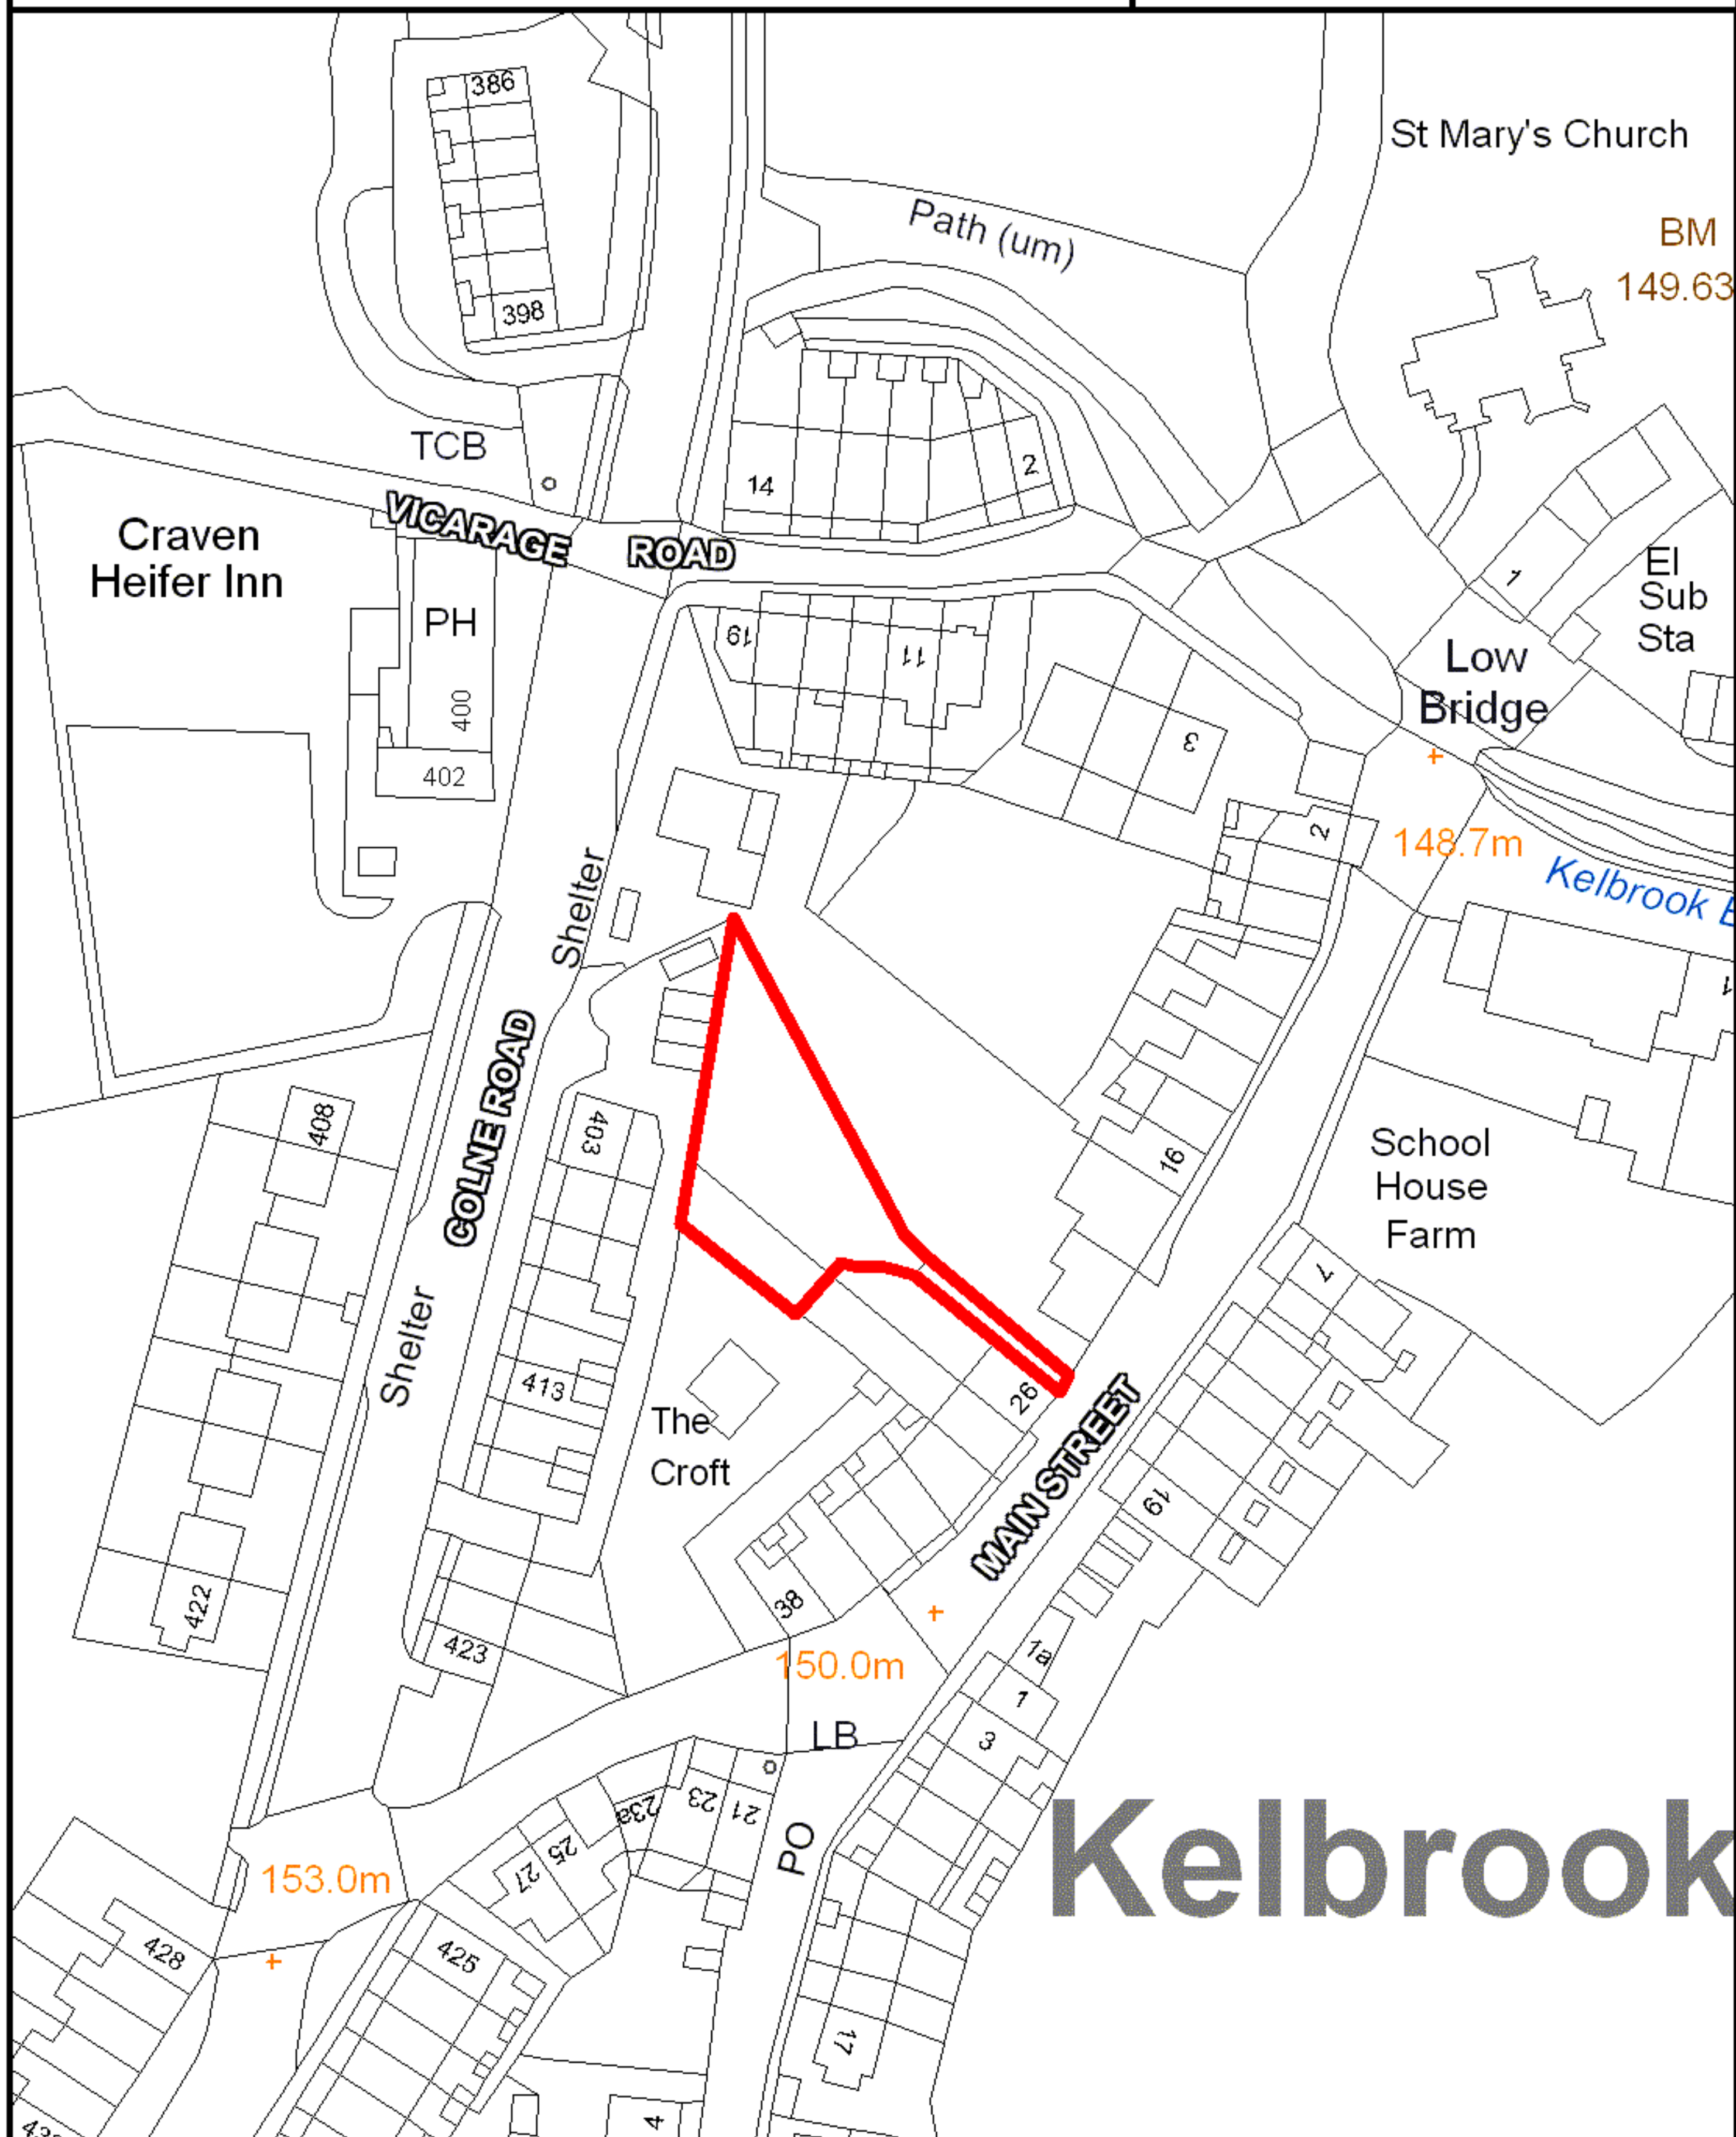 386
St Mary's Church
Path (um)
BM
149.63
398
TCB
14
2
VICARAGE ROAD
Craven
Heifer Inn
El
Sub
Sta
1
PH
19
11
Low
Bridge
400
3
402
2
148.7m
Kelbrook
Shelter
COLNE ROAD
408
403
16
School
House
Farm
7
Shelter
413
26
The
Croft
MAIN STREET
19
422
38
423
1a
150.0m
1
3
LB
23a
23
21
25
27
PO
Kelbrook
153.0m
428
425
17
4